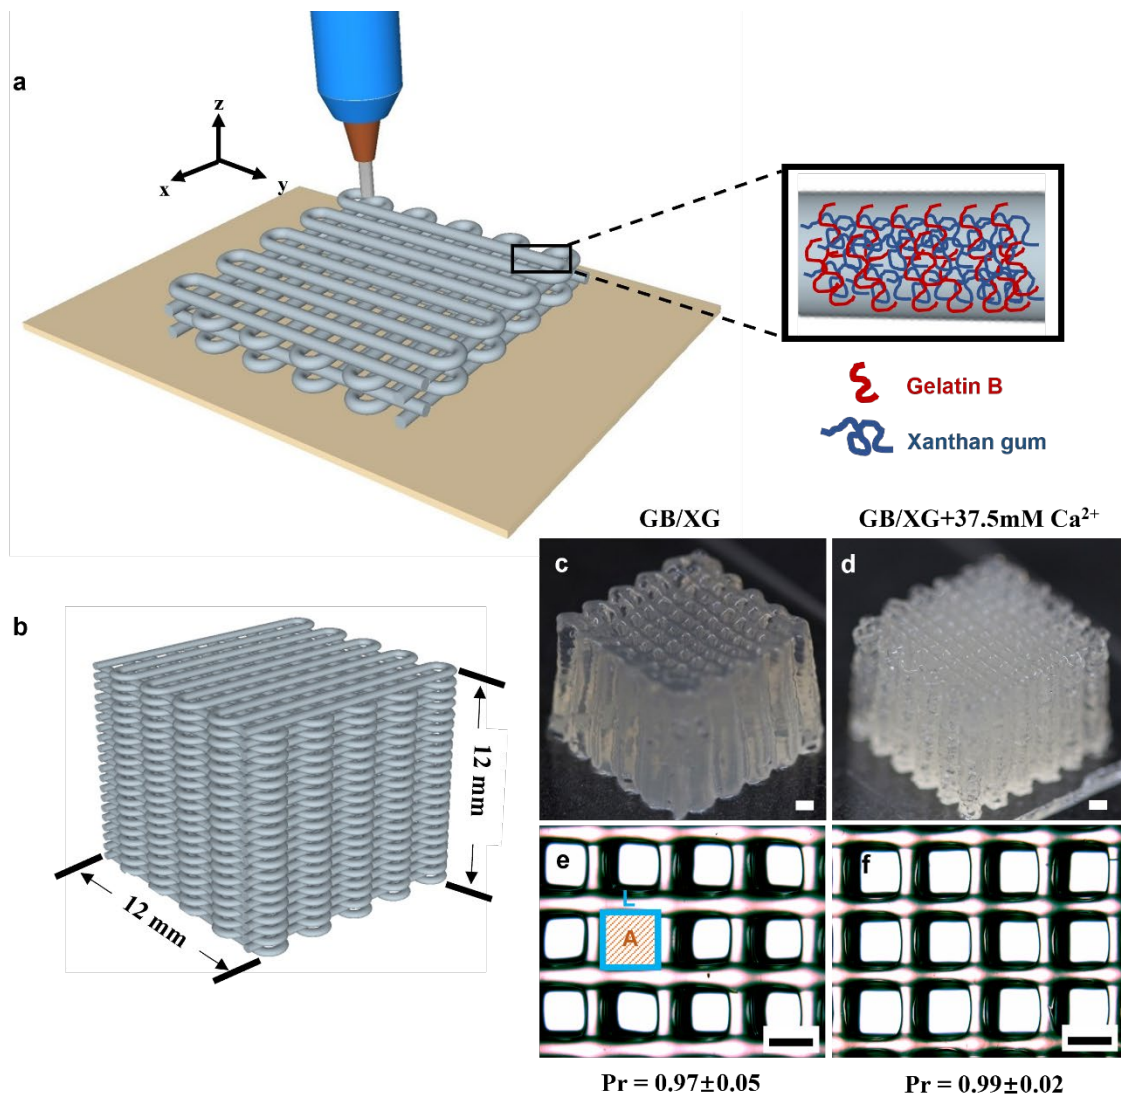 a
z
x
y
Gelatin B
Xanthan gum
GB/XG
GB/XG+37.5mM Ca²⁺
b
12 mm
12 mm
c
d
e
f
L
A
Pr = 0.97±0.05
Pr = 0.99±0.02